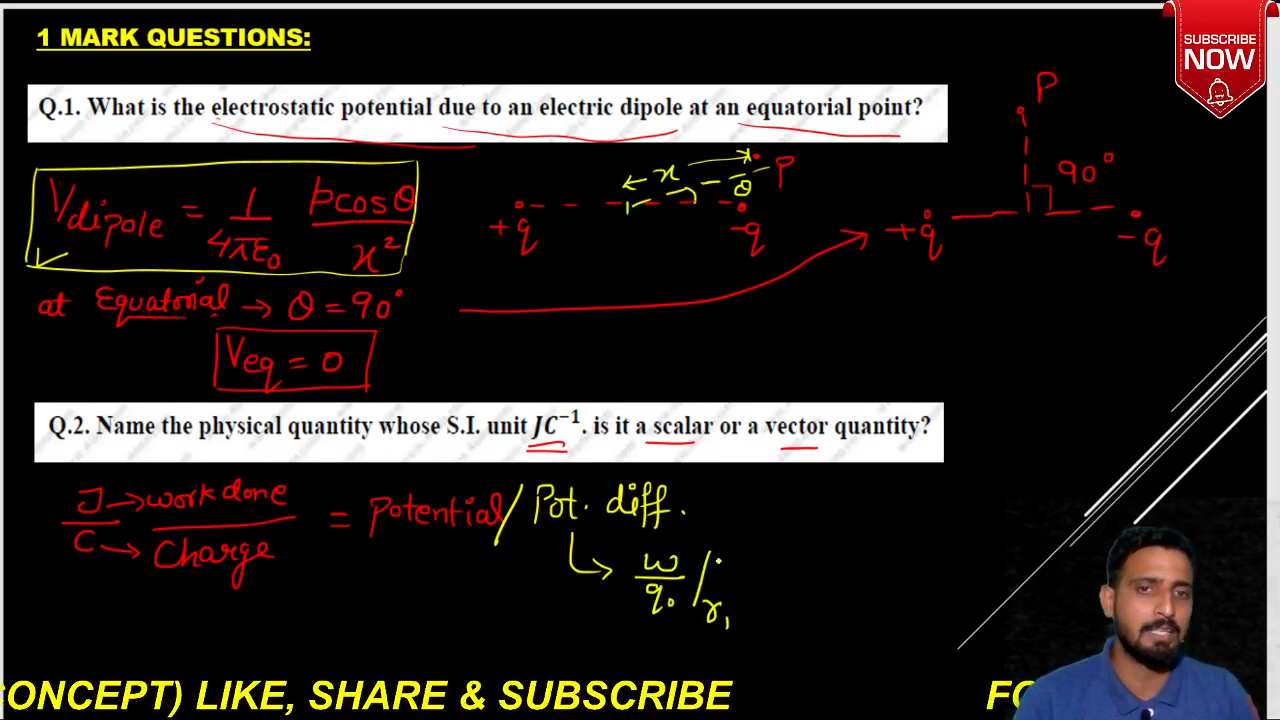 1 MARK QUESTIONS:
SUBSCRIBE
NOW
Q.1. What is the electrostatic potential due to an electric dipole at an equatorial point?
P
90°
+q
-q
Vdipole = 1/4πε₀ pcosθ/x²
x
θ
P
+q
-q
at Equatorial → θ = 90°
Veq = 0
Q.2. Name the physical quantity whose S.I. unit JC⁻¹. is it a scalar or a vector quantity?
J → work done
C → Charge
= Potential / Pot. diff.
↳ w/q₀ / r₁
CONCEPT) LIKE, SHARE & SUBSCRIBE
FO